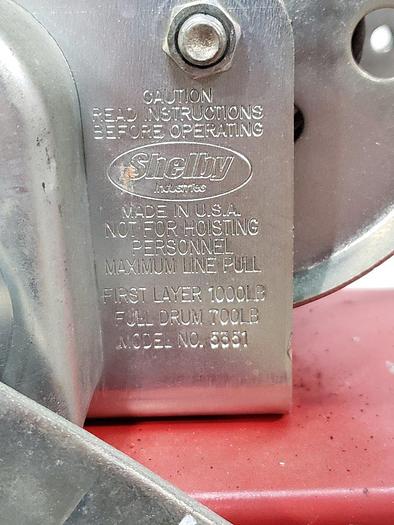 CAUTION
READ INSTRUCTIONS
BEFORE OPERATING
Shelby
Industries
MADE IN U.S.A.
NOT FOR HOISTING
PERSONNEL
MAXIMUM LINE PULL
FIRST LAYER 1000LB
FULL DRUM 700LB
MODEL NO. 5551